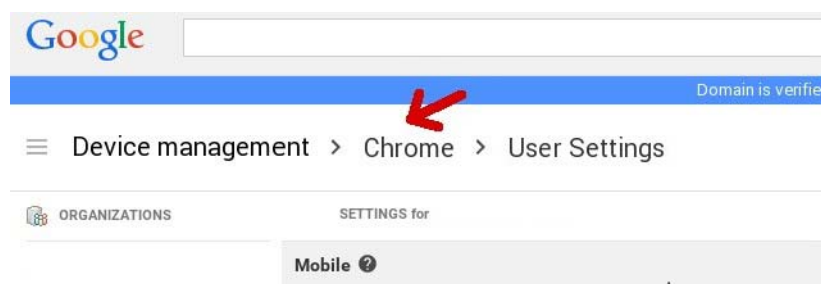 Google
Domain is verifie
Device management > Chrome > User Settings
ORGANIZATIONS
SETTINGS for
Mobile ?